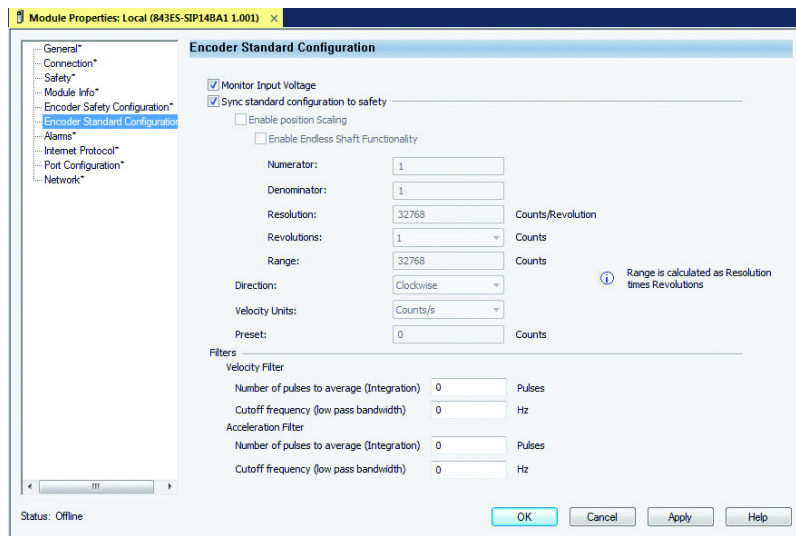 Module Properties: Local (843ES-SIP14BA1 1.001) ×
General*
Connection*
Safety*
Module Info*
Encoder Safety Configuration*
Encoder Standard Configuration
Alarms*
Internet Protocol*
Port Configuration*
Network*
Encoder Standard Configuration
Monitor Input Voltage
Sync standard configuration to safety
Enable position Scaling
Enable Endless Shaft Functionality
Numerator: 1
Denominator: 1
Resolution: 32768 Counts/Revolution
Revolutions: 1 Counts
Range: 32768 Counts
Range is calculated as Resolution
times Revolutions
Direction: Clockwise
Velocity Units: Counts/s
Preset: 0 Counts
Filters
Velocity Filter
Number of pulses to average (Integration) 0 Pulses
Cutoff frequency (low pass bandwidth) 0 Hz
Acceleration Filter
Number of pulses to average (Integration) 0 Pulses
Cutoff frequency (low pass bandwidth) 0 Hz
Status: Offline
OK Cancel Apply Help